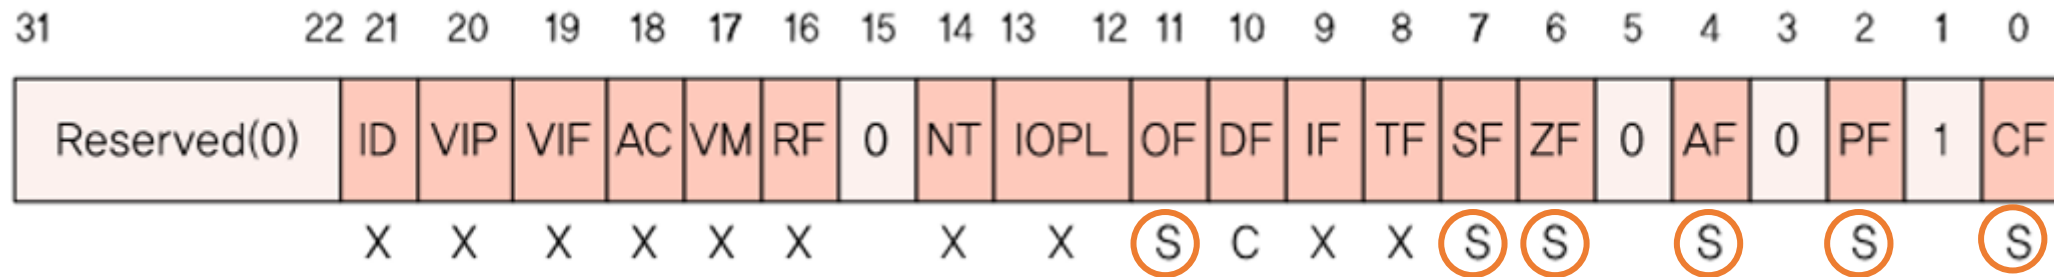 31 22 21 20 19 18 17 16 15 14 13 12 11 10 9 8 7 6 5 4 3 2 1 0
Reserved(0) ID VIP VIF AC VM RF 0 NT IOPL OF DF IF TF SF ZF 0 AF 0 PF 1 CF
X X X X X X X X S C X X S S S S S